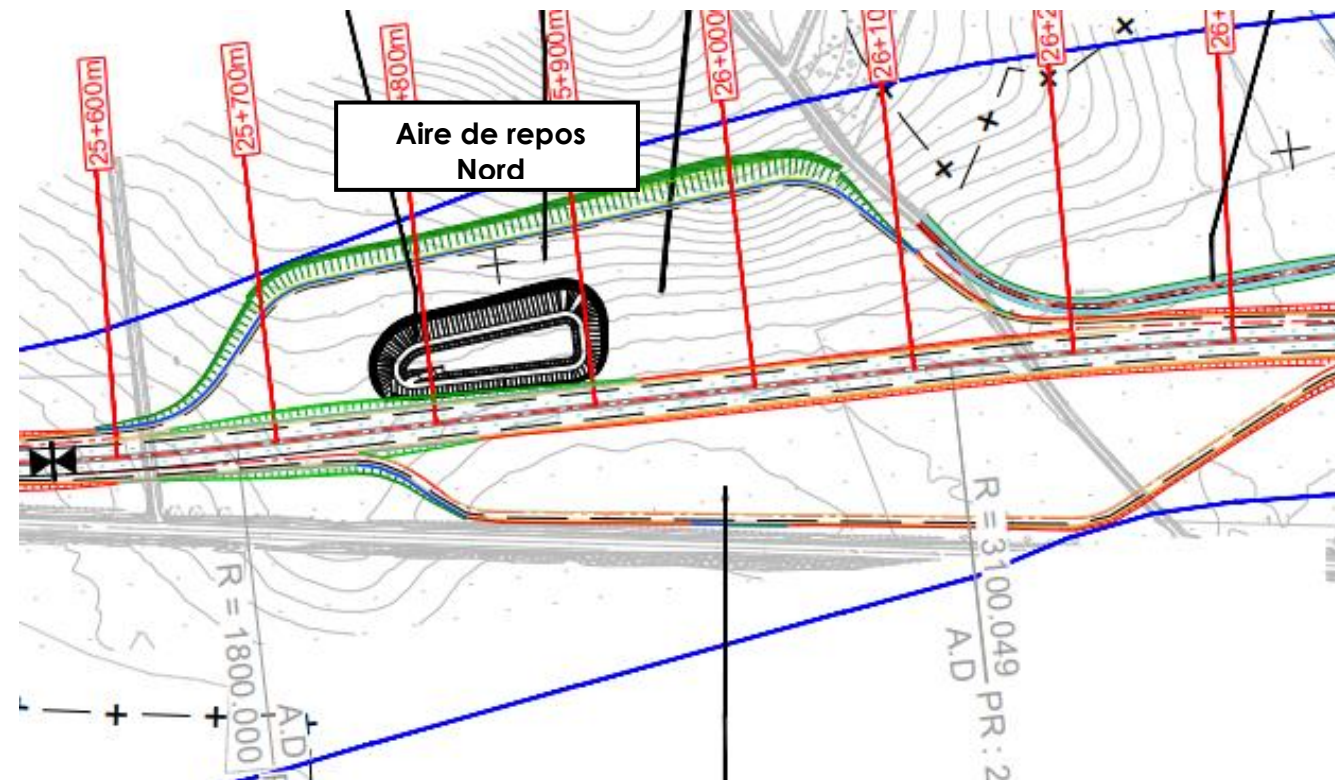 25+600m
25+700m
+800m
5+900m
26+000
26+10
26+2
26+
Aire de repos
Nord
R = 1800.000
A.D
R = 3100.049
A.D
PR : 2